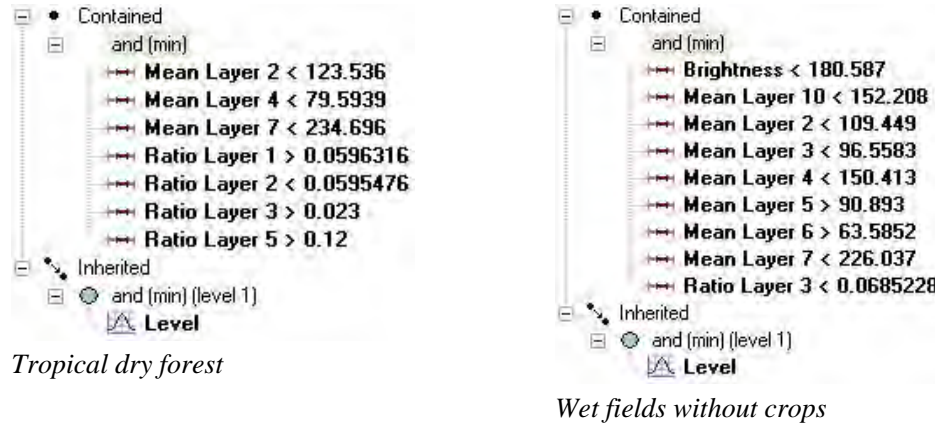 Contained
and (min)
Mean Layer 2 < 123.536
Mean Layer 4 < 79.5939
Mean Layer 7 < 234.696
Ratio Layer 1 > 0.0596316
Ratio Layer 2 < 0.0595476
Ratio Layer 3 > 0.023
Ratio Layer 5 > 0.12
Inherited
and (min) (level 1)
Level
Tropical dry forest
Contained
and (min)
Brightness < 180.587
Mean Layer 10 < 152.208
Mean Layer 2 < 109.449
Mean Layer 3 < 96.5583
Mean Layer 4 < 150.413
Mean Layer 5 > 90.893
Mean Layer 6 > 63.5852
Mean Layer 7 < 226.037
Ratio Layer 3 < 0.0685228
Inherited
and (min) (level 1)
Level
Wet fields without crops